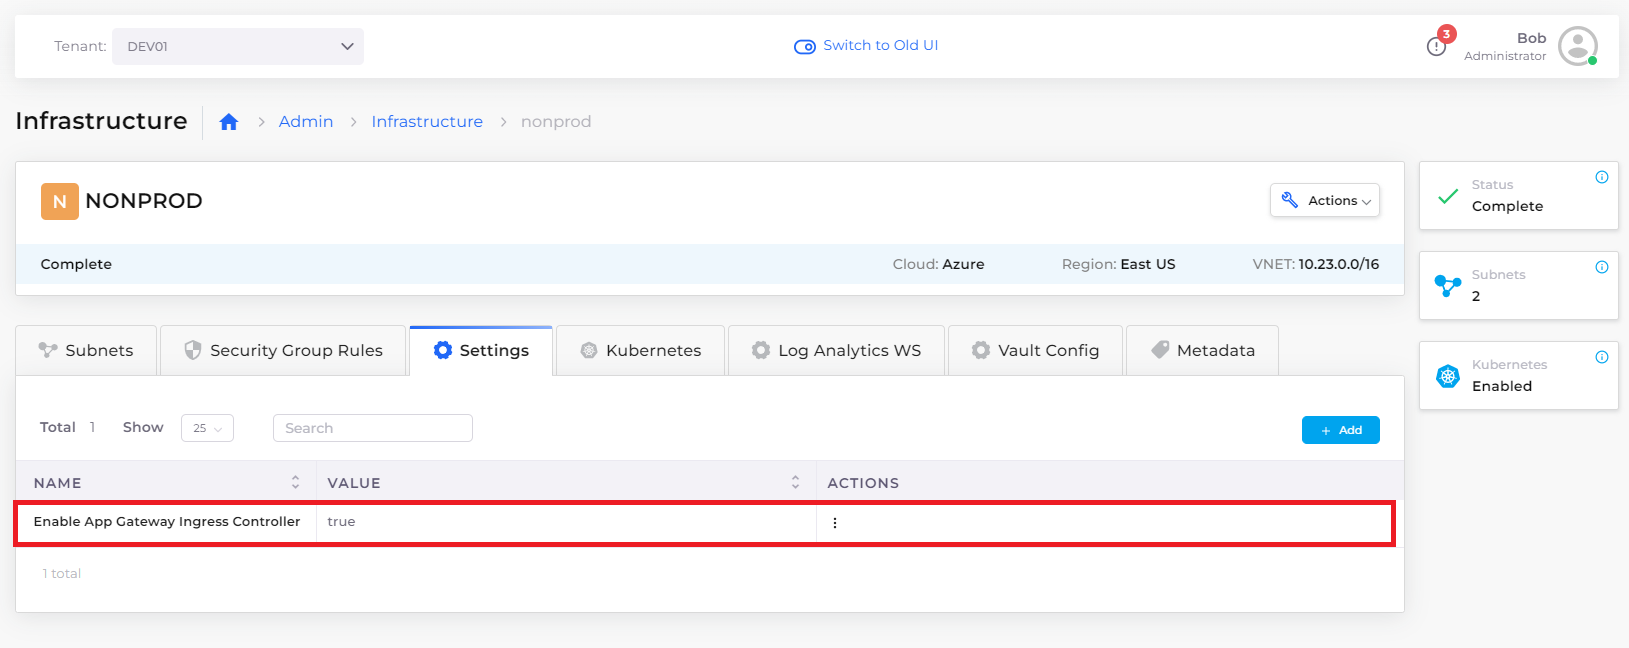 Tenant: DEV01 Switch to Old UI 3 Bob
Administrator
Infrastructure > Admin > Infrastructure > nonprod
N NONPROD Actions
Complete Cloud: Azure Region: East US VNET: 10.23.0.0/16
Status
Complete
Subnets
2
Kubernetes
Enabled
Subnets Security Group Rules Settings Kubernetes Log Analytics WS Vault Config Metadata
Total 1 Show 25 Search + Add
NAME VALUE ACTIONS
Enable App Gateway Ingress Controller true
1 total